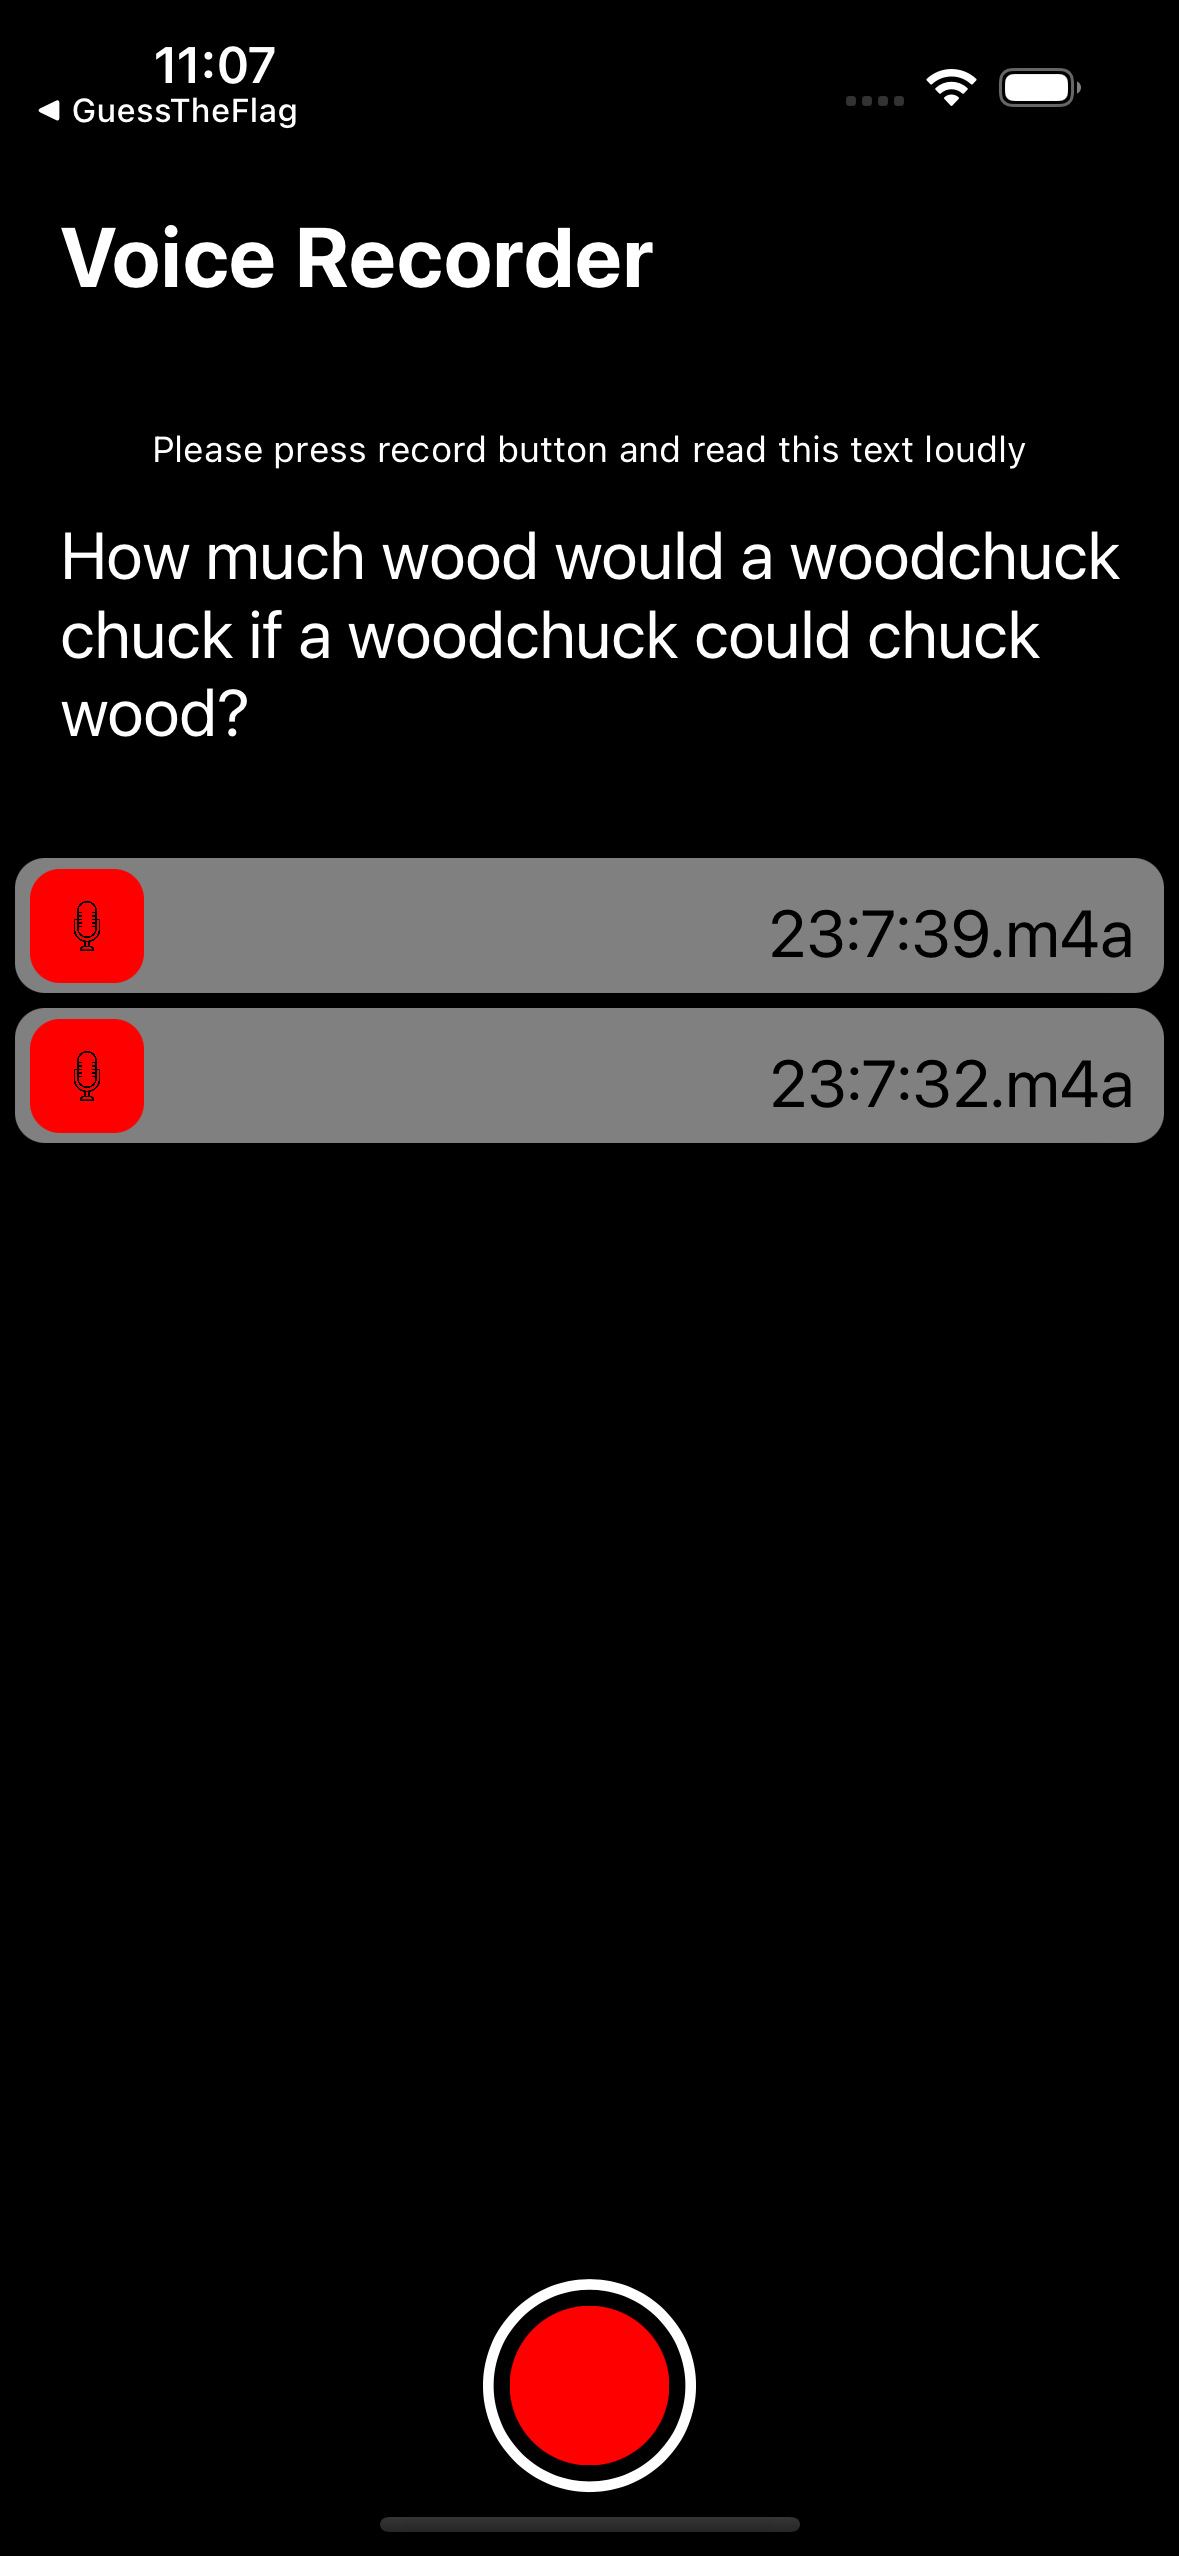 11:07
◀ GuessTheFlag
Voice Recorder
Please press record button and read this text loudly
How much wood would a woodchuck
chuck if a woodchuck could chuck
wood?
23:7:39.m4a
23:7:32.m4a